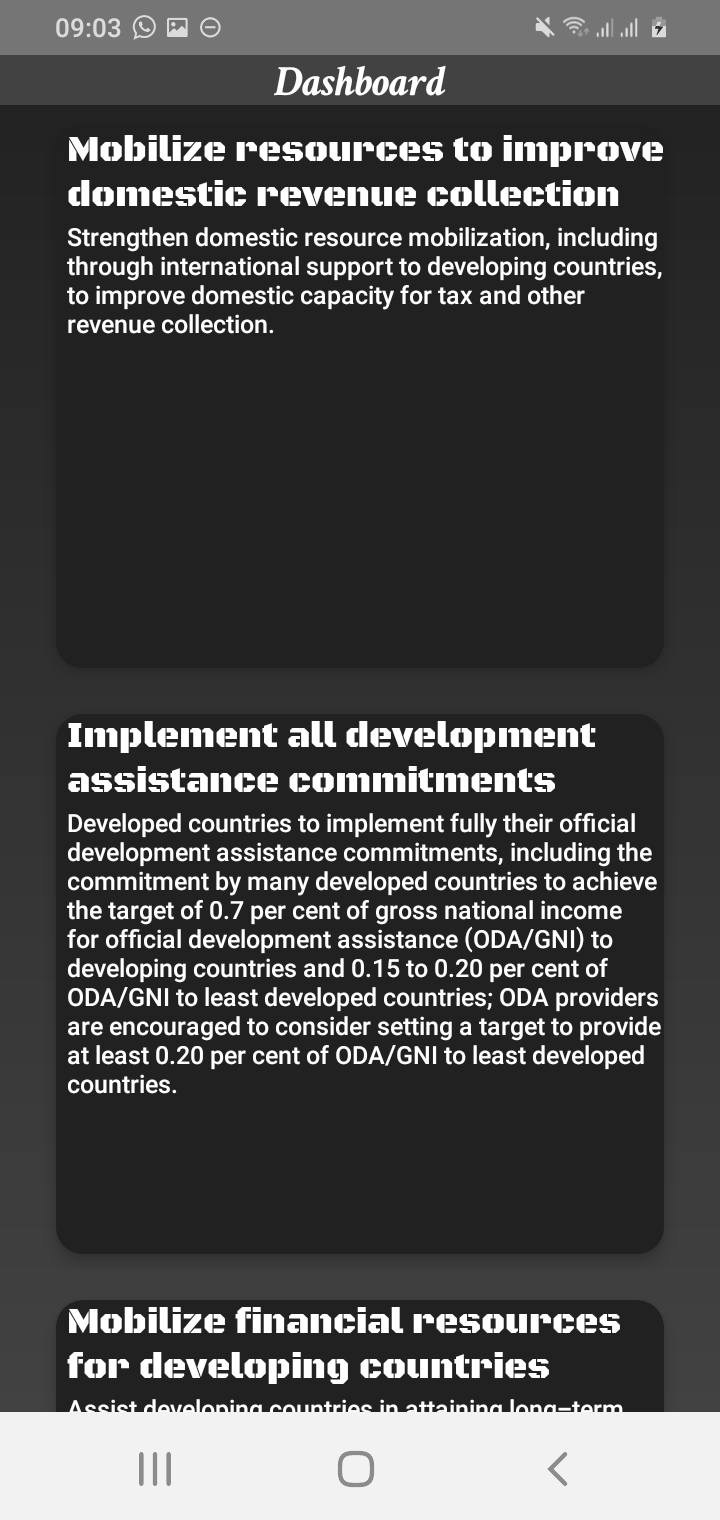 09:03
Dashboard
Mobilize resources to improve
domestic revenue collection
Strengthen domestic resource mobilization, including
through international support to developing countries,
to improve domestic capacity for tax and other
revenue collection.
Implement all development
assistance commitments
Developed countries to implement fully their official
development assistance commitments, including the
commitment by many developed countries to achieve
the target of 0.7 per cent of gross national income
for official development assistance (ODA/GNI) to
developing countries and 0.15 to 0.20 per cent of
ODA/GNI to least developed countries; ODA providers
are encouraged to consider setting a target to provide
at least 0.20 per cent of ODA/GNI to least developed
countries.
Mobilize financial resources
for developing countries
Assist developing countries in attaining long-term